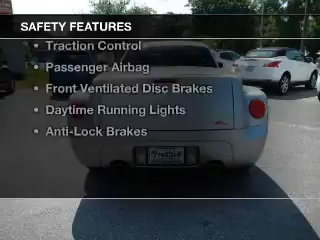 SAFETY FEATURES
• Traction Control
• Passenger Airbag
• Front Ventilated Disc Brakes
• Daytime Running Lights
• Anti-Lock Brakes